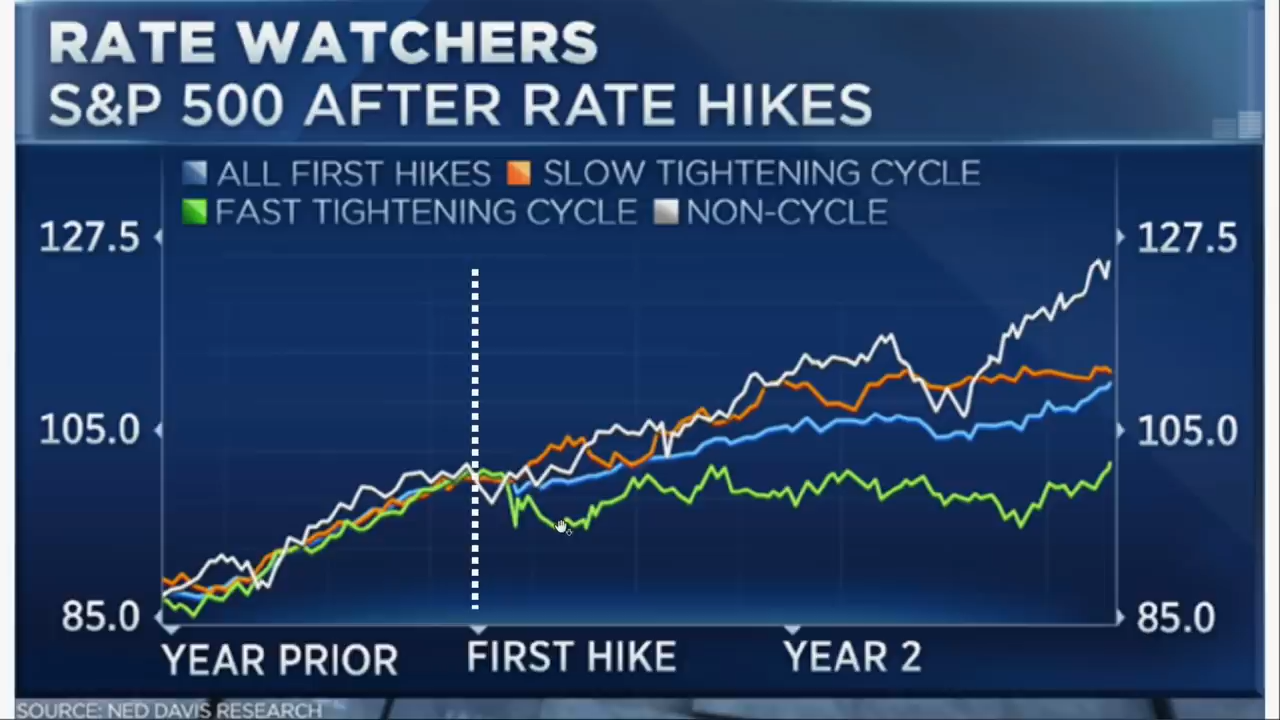 RATE WATCHERS
S&P 500 AFTER RATE HIKES
ALL FIRST HIKES SLOW TIGHTENING CYCLE
FAST TIGHTENING CYCLE NON-CYCLE
127.5 127.5
105.0 105.0
85.0 85.0
YEAR PRIOR FIRST HIKE YEAR 2
SOURCE: NED DAVIS RESEARCH